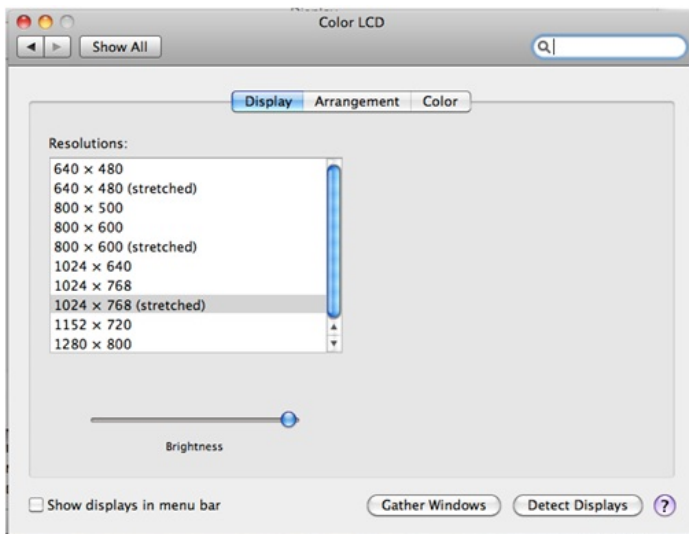 Color LCD
Show All
Display Arrangement Color
Resolutions:
640 × 480
640 × 480 (stretched)
800 × 500
800 × 600
800 × 600 (stretched)
1024 × 640
1024 × 768
1024 × 768 (stretched)
1152 × 720
1280 × 800
Brightness
Show displays in menu bar Gather Windows Detect Displays ?